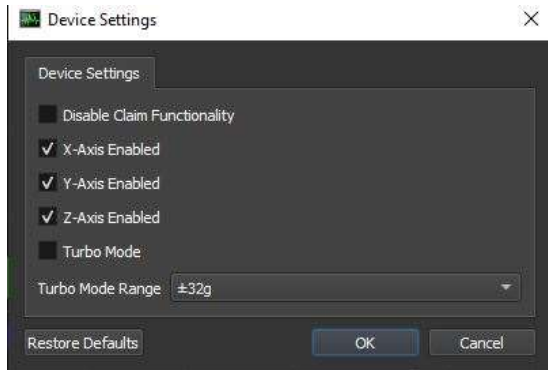 Device Settings
Device Settings
Disable Claim Functionality
X-Axis Enabled
Y-Axis Enabled
Z-Axis Enabled
Turbo Mode
Turbo Mode Range ±32g
Restore Defaults OK Cancel